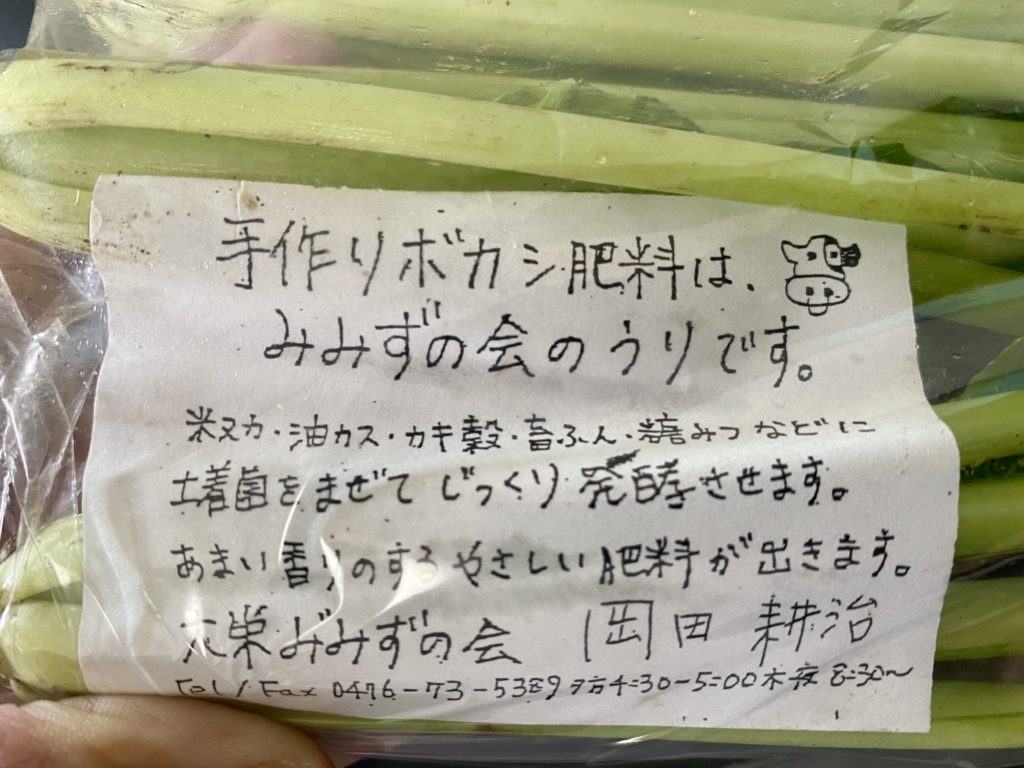 手作りボカシ肥料は、
みみずの会のうりです。
米ヌカ・油カス・カキ殻・畜ふん・糖みつなどに
土着菌をまぜてじっくり発酵させます。
あまい香りのするやさしい肥料が出きます。
大栄みみずの会 岡田 耕治
Tel/Fax 0476-73-5389 夕方4:30-5:00 木夜8:30〜